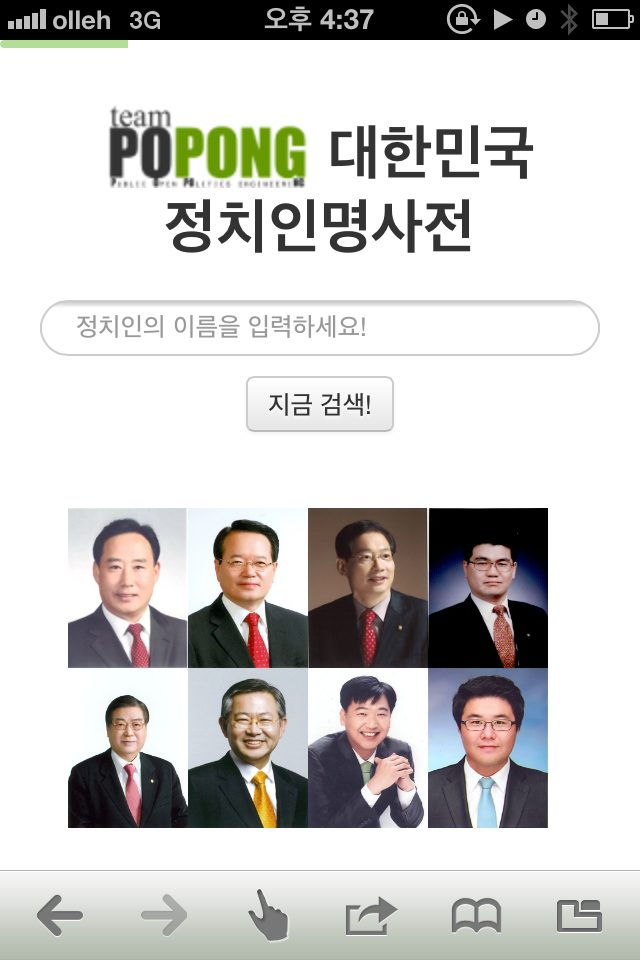 olleh 3G 오후 4:37
team
POPONG 대한민국
PUBLIC OPEN POLITICS ENGINEERING
정치인명사전
정치인의 이름을 입력하세요!
지금 검색!